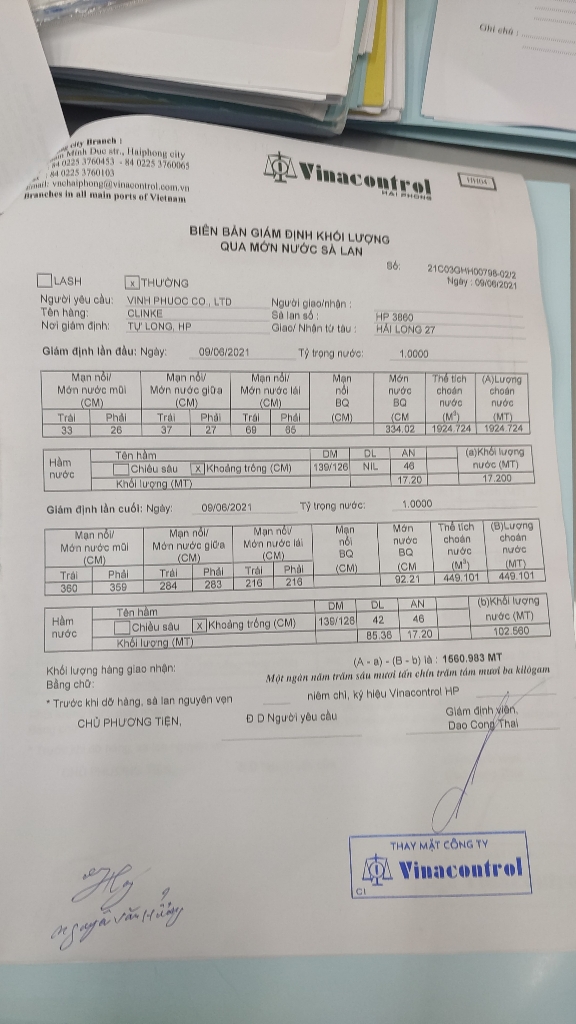 Ghi chú :
city Branch :
Minh Duc str., Haiphong city
84 0225 3760453 - 84 0225 3760065
84 0225 3760103
Email: vnchaiphong@vinacontrol.com.vn
Branches in all main ports of Vietnam
Vinacontrol
HAI PHONG
BIÊN BẢN GIÁM ĐỊNH KHỐI LƯỢNG
QUA MỚN NƯỚC SÀ LAN
Số: 21C03GHH00798-02/2
Ngày : 09/06/2021
LASH x THƯỜNG
Người yêu cầu: VINH PHUOC CO., LTD Người giao/nhận :
Tên hàng: CLINKE Sà lan số : HP 3860
Nơi giám định: TỰ LONG, HP Giao/ Nhận từ tàu : HẢI LONG 27
Giám định lần đầu: Ngày: 09/06/2021 Tỷ trọng nước: 1.0000
Mạn nổi/ Mớn nước mũi (CM) Mạn nổi/ Mớn nước giữa (CM) Mạn nổi/ Mớn nước lái (CM) Mạn nổi BQ (CM) Mớn nước BQ (CM Thể tích choán nước (M³) (A)Lượng choán nước (MT)
Trái Phải Trái Phải Trái Phải
33 26 37 27 69 66 334.02 1924.724 1924.724
Hầm nước Tên hầm DM DL AN (a)Khối lượng nước (MT)
Chiều sâu x Khoảng trống (CM) 139/126 NIL 46
Khối lượng (MT) 17.20 17.200
Giám định lần cuối: Ngày: 09/06/2021 Tỷ trọng nước: 1.0000
Mạn nổi/ Mớn nước mũi (CM) Mạn nổi/ Mớn nước giữa (CM) Mạn nổi/ Mớn nước lái (CM) Mạn nổi BQ (CM) Mớn nước BQ (CM Thể tích choán nước (M³) (B)Lượng choán nước (MT)
Trái Phải Trái Phải Trái Phải
360 359 284 283 216 216 92.21 449.101 449.101
Hầm nước Tên hầm DM DL AN (b)Khối lượng nước (MT)
Chiều sâu x Khoảng trống (CM) 139/126 42 46
Khối lượng (MT) 85.36 17.20 102.560
Khối lượng hàng giao nhận: (A - a) - (B - b) là : 1560.983 MT
Bằng chữ: Một ngàn năm trăm sáu mươi tấn chín trăm tám mươi ba kilôgam
* Trước khi dỡ hàng, sà lan nguyên vẹn niêm chì, ký hiệu Vinacontrol HP
CHỦ PHƯƠNG TIỆN, Đ D Người yêu cầu Giám định viên,
Dao Cong Thai
THAY MẶT CÔNG TY
Vinacontrol
CI
Nguyễn Văn Hưởng